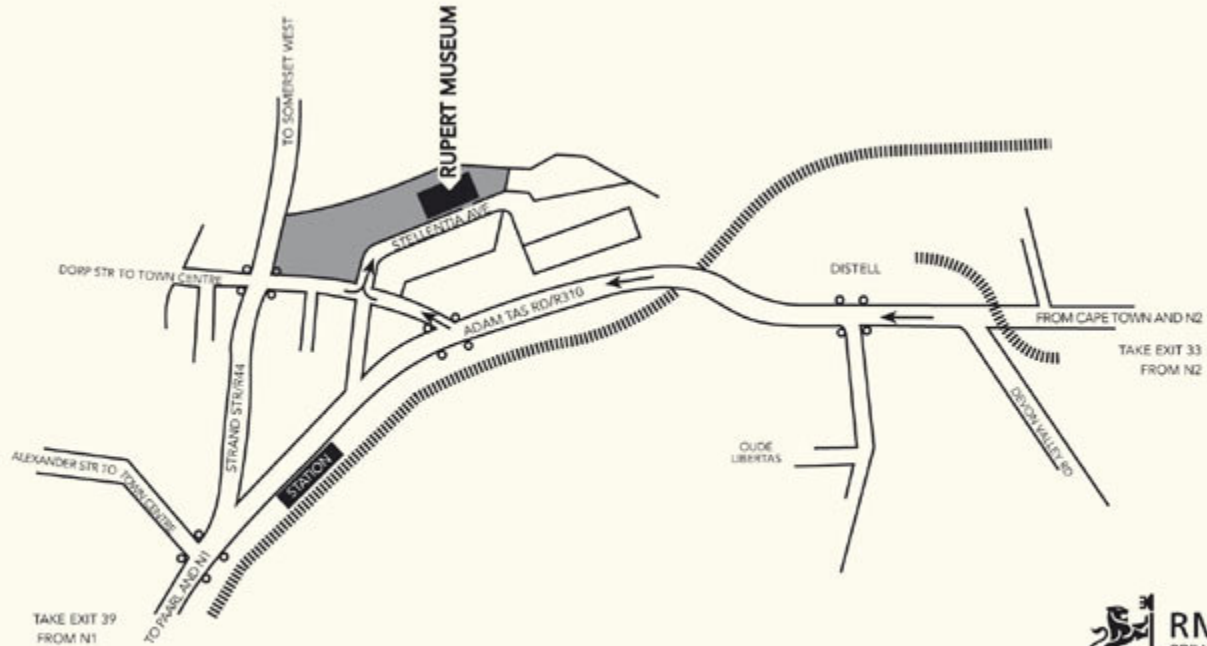 TO SOMERSET WEST
RUPERT MUSEUM
STELLENTIA AVE
DORP STR TO TOWN CENTRE
ADAM TAS RD/R310
DISTELL
FROM CAPE TOWN AND N2
TAKE EXIT 33
FROM N2
DEVON VALLEY RD
OUDE
LIBERTAS
STRAND STR/R44
ALEXANDER STR TO TOWN CENTRE
STATION
TO PAARL AND N1
TAKE EXIT 39
FROM N1